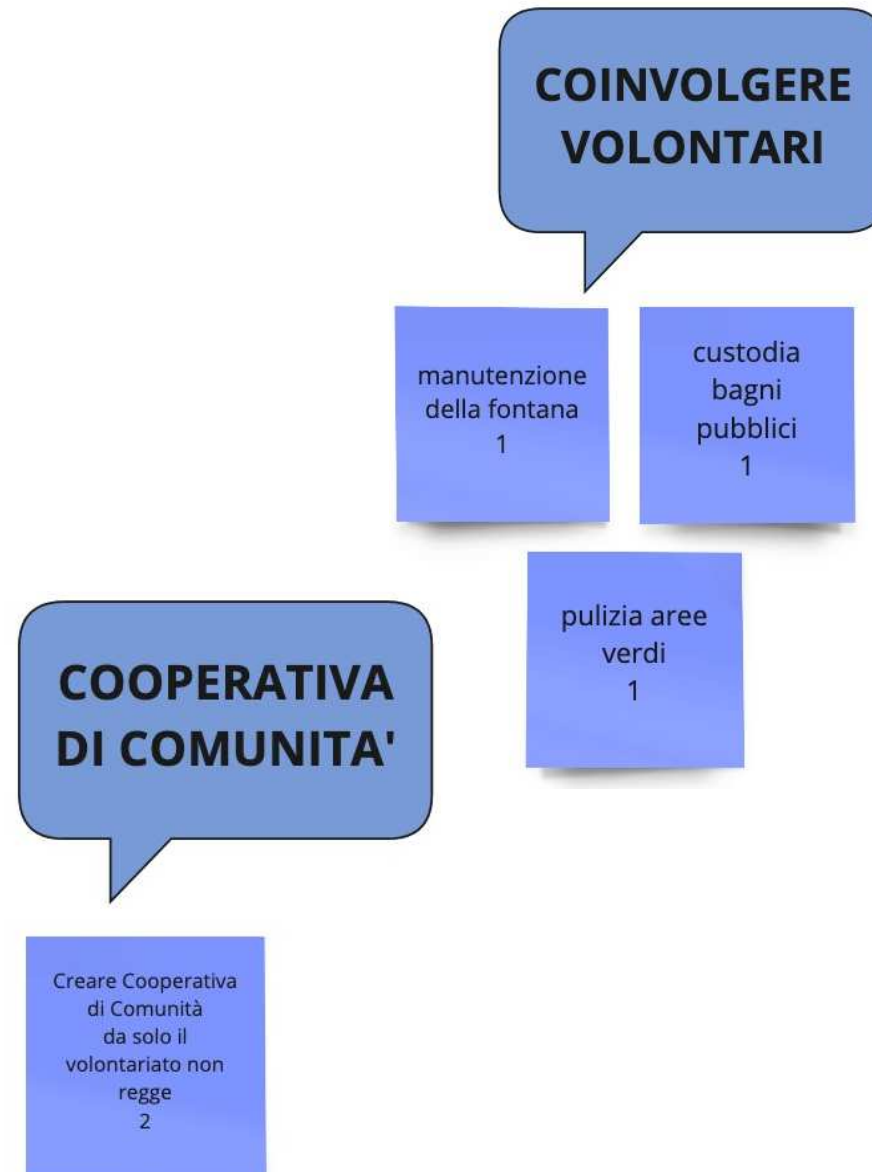 COINVOLGERE
VOLONTARI
manutenzione
della fontana
1
custodia
bagni
pubblici
1
pulizia aree
verdi
1
COOPERATIVA
DI COMUNITA'
Creare Cooperativa
di Comunità
da solo il
volontariato non
regge
2